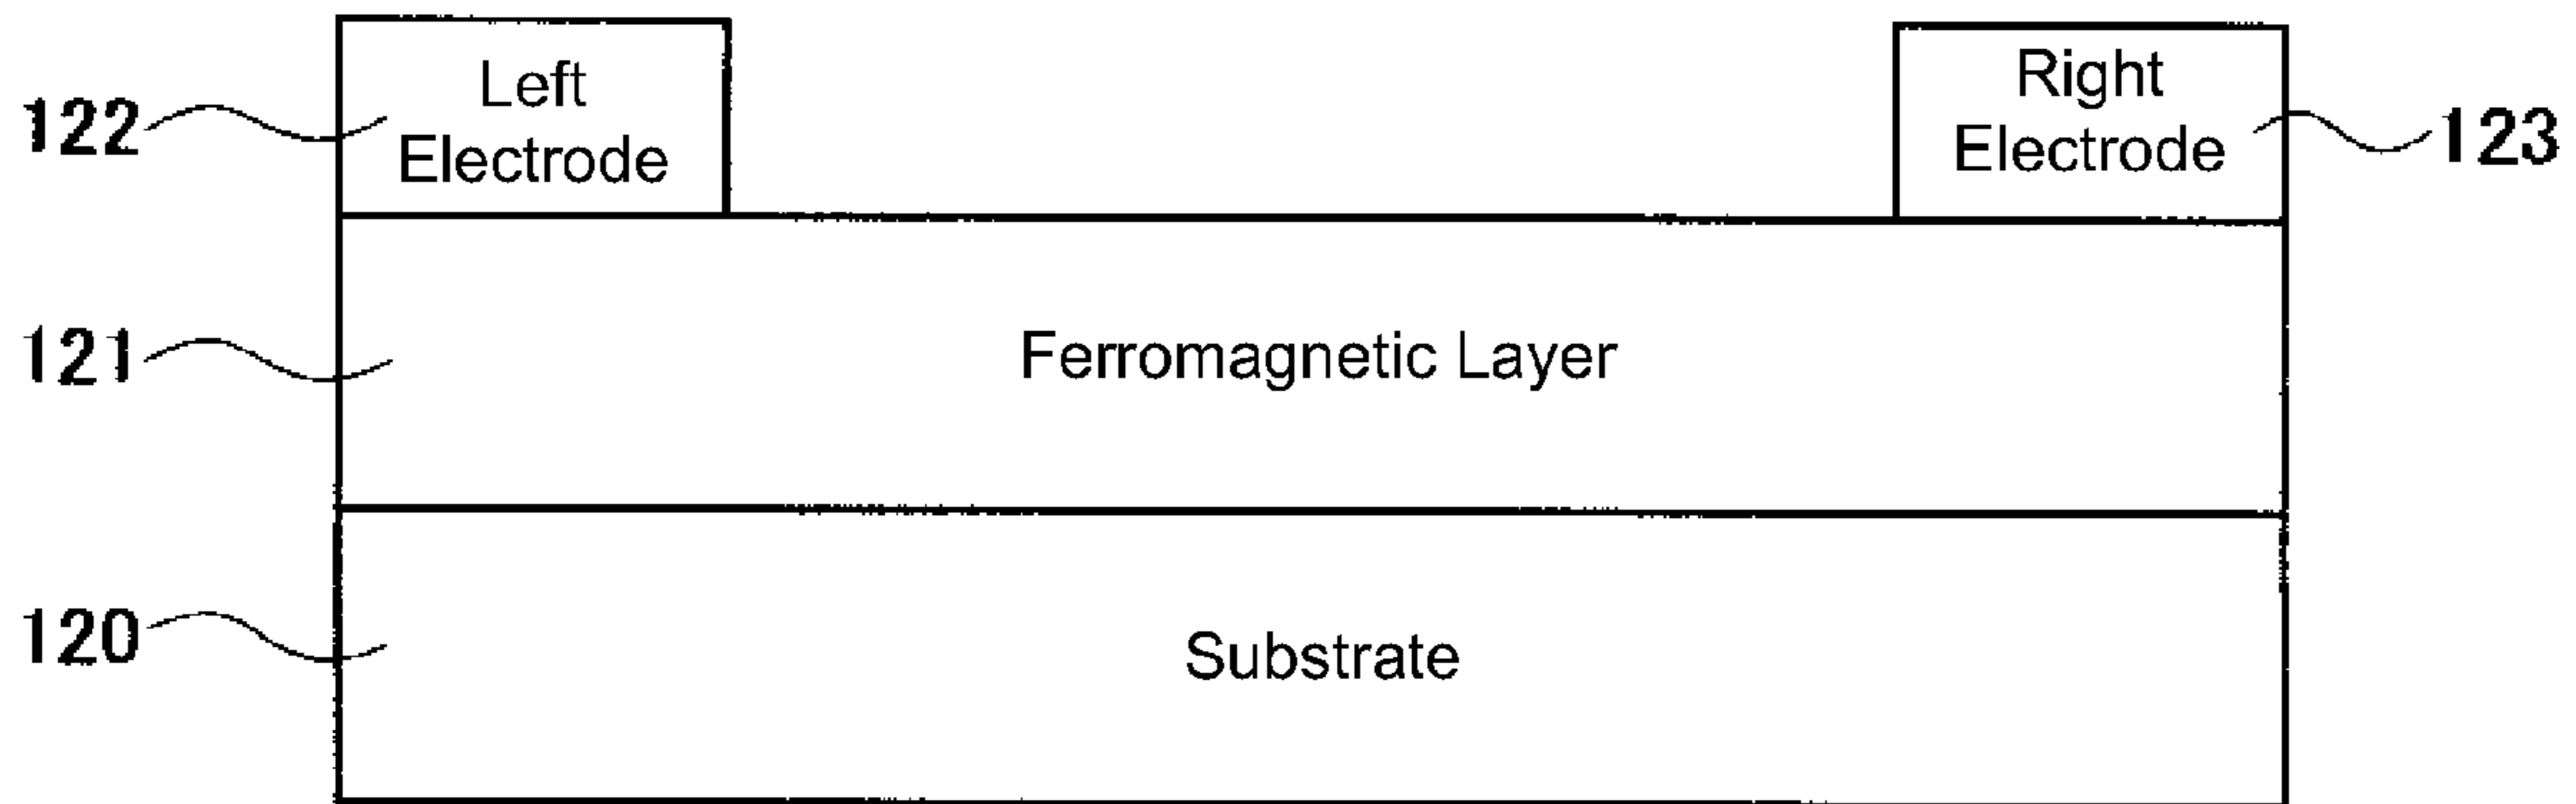 Left
Electrode
Right
Electrode
122
123
121
Ferromagnetic Layer
120
Substrate